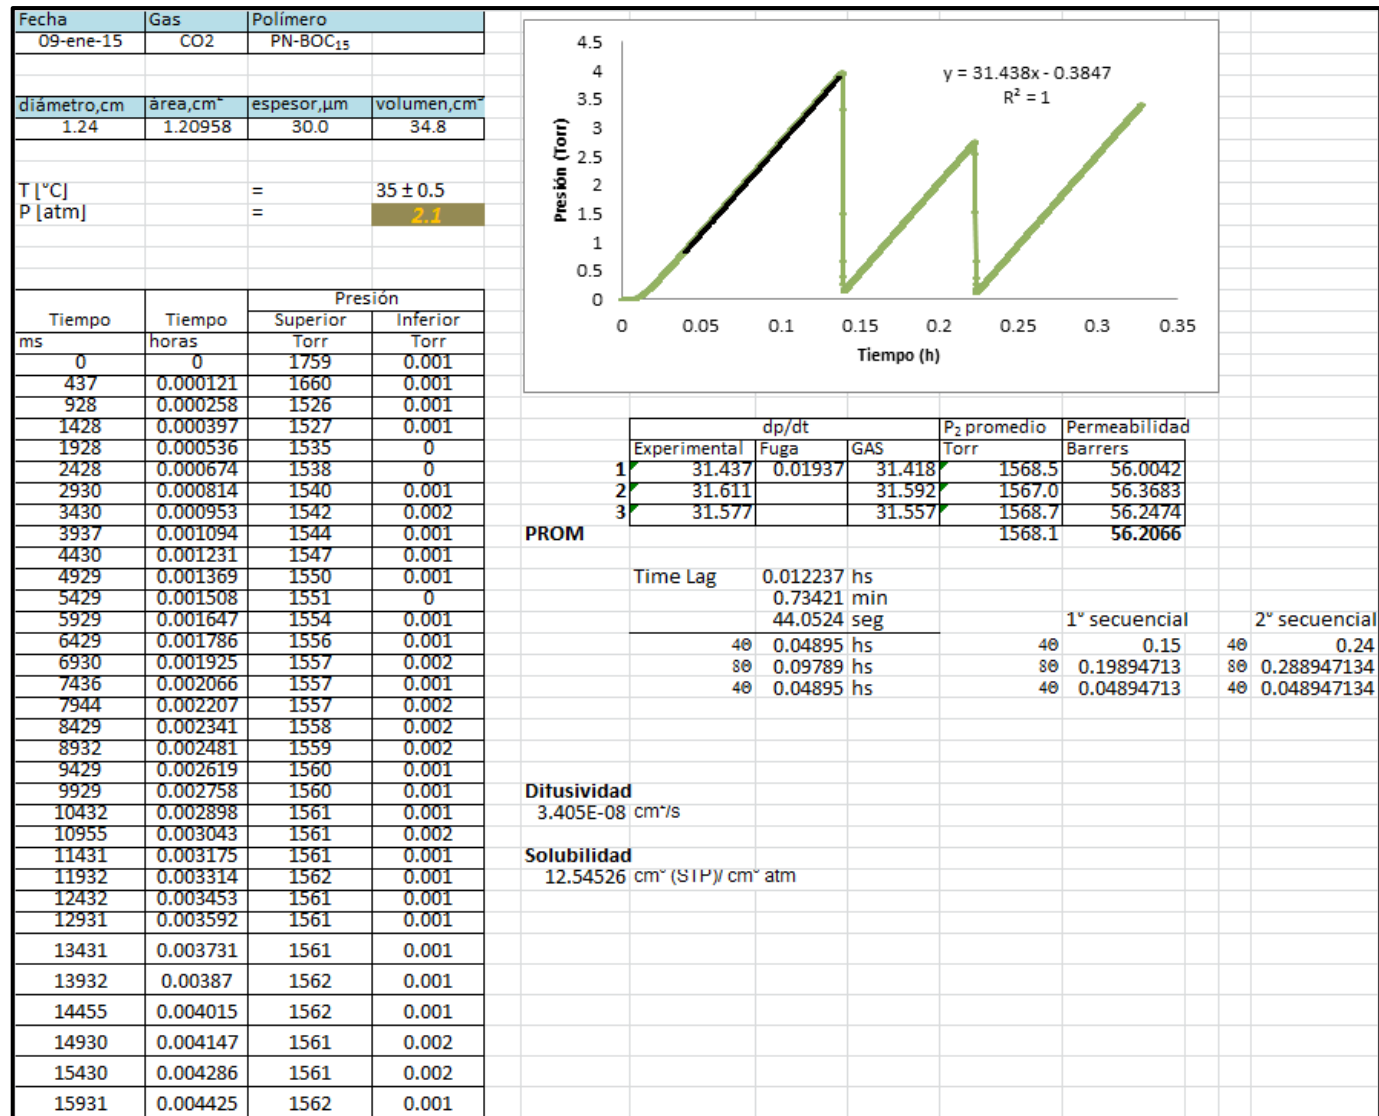 Fecha Gas Polímero
09-ene-15 CO2 PN-BOC₁₅
diámetro,cm área,cm² espesor,µm volumen,cm³
1.24 1.20958 30.0 34.8
T [°C] = 35 ± 0.5
P [atm] = 2.1
Presión
Tiempo Tiempo Superior Inferior
ms horas Torr Torr
0 0 1759 0.001
437 0.000121 1660 0.001
928 0.000258 1526 0.001
1428 0.000397 1527 0.001
1928 0.000536 1535 0
2428 0.000674 1538 0
2930 0.000814 1540 0.001
3430 0.000953 1542 0.002
3937 0.001094 1544 0.001
4430 0.001231 1547 0.001
4929 0.001369 1550 0.001
5429 0.001508 1551 0
5929 0.001647 1554 0.001
6429 0.001786 1556 0.001
6930 0.001925 1557 0.002
7436 0.002066 1557 0.001
7944 0.002207 1557 0.002
8429 0.002341 1558 0.002
8932 0.002481 1559 0.002
9429 0.002619 1560 0.001
9929 0.002758 1560 0.001
10432 0.002898 1561 0.001
10955 0.003043 1561 0.002
11431 0.003175 1561 0.001
11932 0.003314 1562 0.001
12432 0.003453 1561 0.001
12931 0.003592 1561 0.001
13431 0.003731 1561 0.001
13932 0.00387 1562 0.001
14455 0.004015 1562 0.001
14930 0.004147 1561 0.002
15430 0.004286 1561 0.002
15931 0.004425 1562 0.001
Presión (Torr)
4.5
4
3.5
3
2.5
2
1.5
1
0.5
0
y = 31.438x - 0.3847
R² = 1
0 0.05 0.1 0.15 0.2 0.25 0.3 0.35
Tiempo (h)
dp/dt P₂ promedio Permeabilidad
Experimental Fuga GAS Torr Barrers
1 31.437 0.01937 31.418 1568.5 56.0042
2 31.611 31.592 1567.0 56.3683
3 31.577 31.557 1568.7 56.2474
PROM 1568.1 56.2066
Time Lag 0.012237 hs
0.73421 min
44.0524 seg 1° secuencial 2° secuencial
4θ 0.04895 hs 4θ 0.15 4θ 0.24
8θ 0.09789 hs 8θ 0.19894713 8θ 0.288947134
4θ 0.04895 hs 4θ 0.04894713 4θ 0.048947134
Difusividad
3.405E-08 cm²/s
Solubilidad
12.54526 cm³ (STP)/ cm³ atm